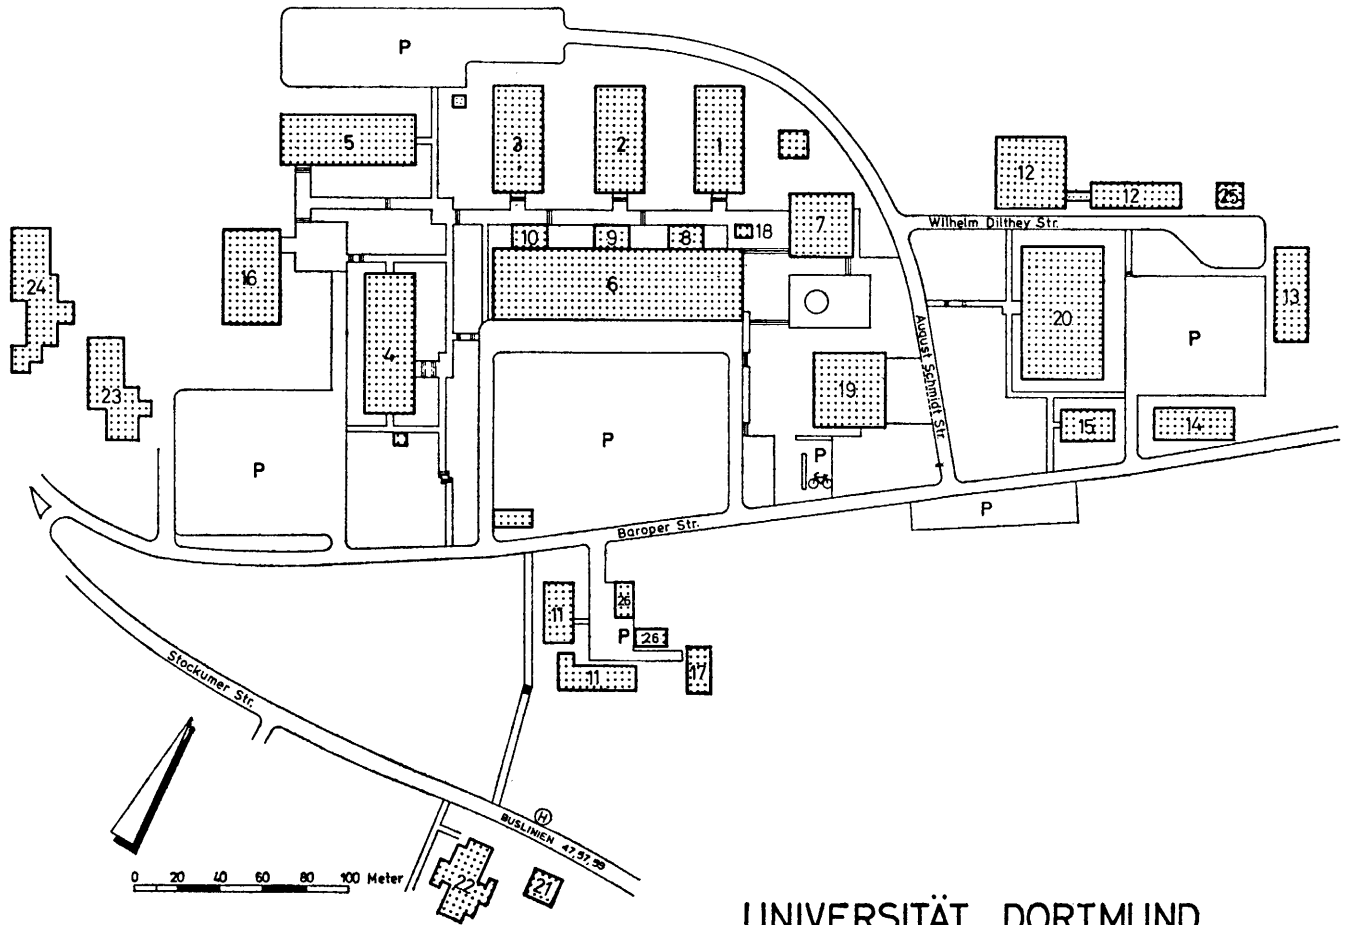 P
5
3
2
1
12
12
25
7
Wilhelm Dilthey Str.
10
9
8
18
16
6
24
13
20
P
4
August Schmidt Str.
23
19
15
14
P
P
P
P
Baroper Str.
11
26
P
26
11
17
Stockumer Str.
H
BUSLINIEN 47, 57, 59
0 20 40 60 80 100 Meter
22
21
UNIVERSITÄT DORTMUND